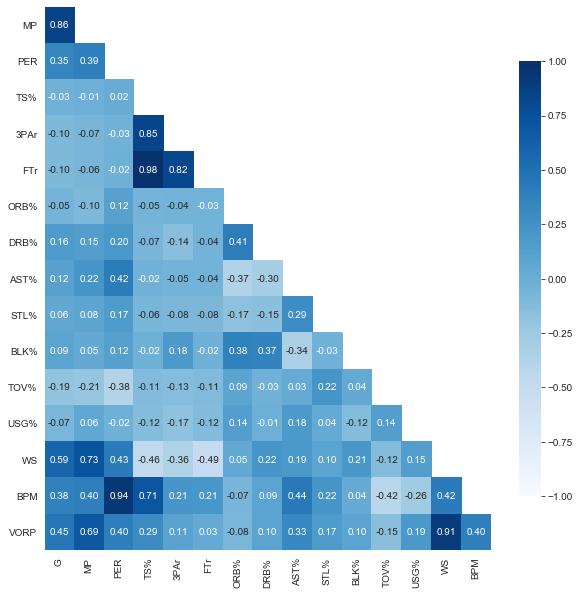 MP 0.86
PER 0.35 0.39
TS% -0.03 -0.01 0.02
3PAr -0.10 -0.07 -0.03 0.85
FTr -0.10 -0.06 -0.02 0.98 0.82
ORB% -0.05 -0.10 0.12 -0.05 -0.04 -0.03
DRB% 0.16 0.15 0.20 -0.07 -0.14 -0.04 0.41
AST% 0.12 0.22 0.42 -0.02 -0.05 -0.04 -0.37 -0.30
STL% 0.06 0.08 0.17 -0.06 -0.08 -0.08 -0.17 -0.15 0.29
BLK% 0.09 0.05 0.12 -0.02 0.18 -0.02 0.38 0.37 -0.34 -0.03
TOV% -0.19 -0.21 -0.38 -0.11 -0.13 -0.11 0.09 -0.03 0.03 0.22 0.04
USG% -0.07 0.06 -0.02 -0.12 -0.17 -0.12 0.14 -0.01 0.18 0.04 -0.12 0.14
WS 0.59 0.73 0.43 -0.46 -0.36 -0.49 0.05 0.22 0.19 0.10 0.21 -0.12 0.15
BPM 0.38 0.40 0.94 0.71 0.21 0.21 -0.07 0.09 0.44 0.22 0.04 -0.42 -0.26 0.42
VORP 0.45 0.69 0.40 0.29 0.11 0.03 -0.08 0.10 0.33 0.17 0.10 -0.15 0.19 0.91 0.40
G MP PER TS% 3PAr FTr ORB% DRB% AST% STL% BLK% TOV% USG% WS BPM
1.00
0.75
0.50
0.25
0.00
-0.25
-0.50
-0.75
-1.00